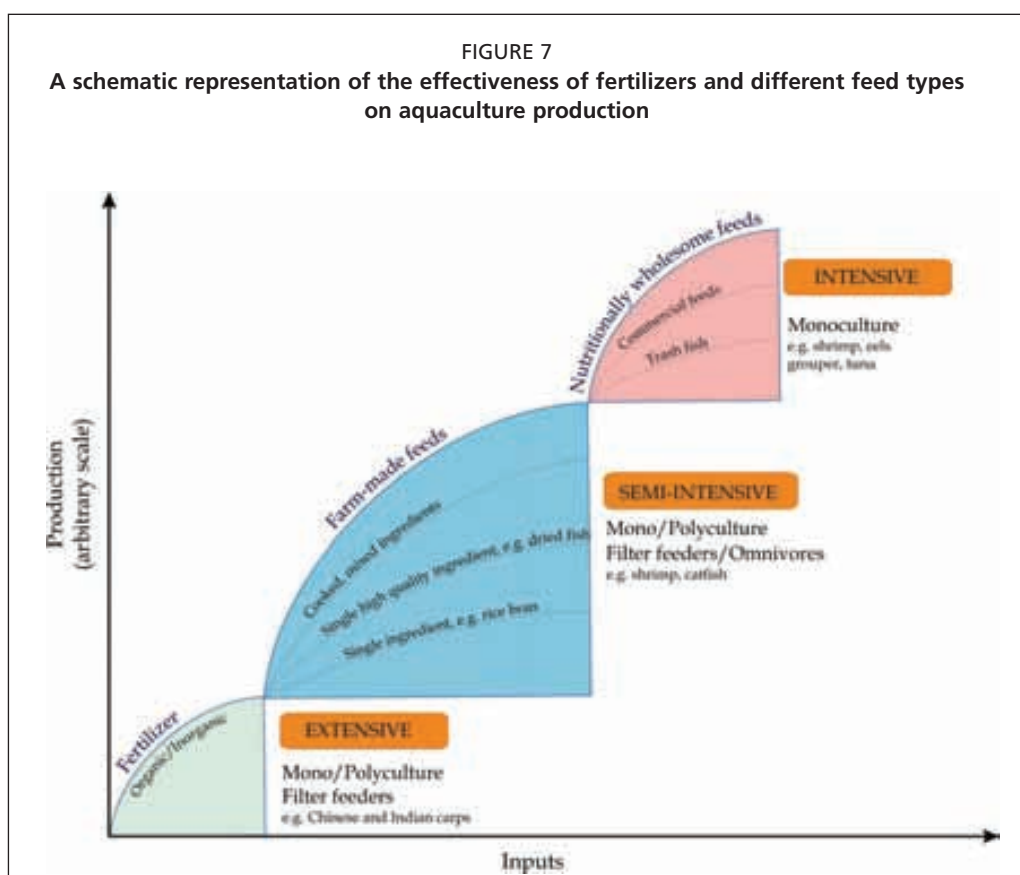 FIGURE 7
A schematic representation of the effectiveness of fertilizers and different feed types
on aquaculture production
Production
(arbitrary scale)
Nutritionally wholesome feeds
Commercial feeds
Trash fish
INTENSIVE
Monoculture
e.g. shrimp, eels
grouper, tuna
Farm-made feeds
Cooked, mixed ingredients
Single high quality ingredient, e.g. dried fish
Single ingredient, e.g. rice bran
SEMI-INTENSIVE
Mono/Polyculture
Filter feeders/Omnivores
e.g. shrimp, catfish
Fertilizer
Organic/Inorganic
EXTENSIVE
Mono/Polyculture
Filter feeders
e.g. Chinese and Indian carps
Inputs